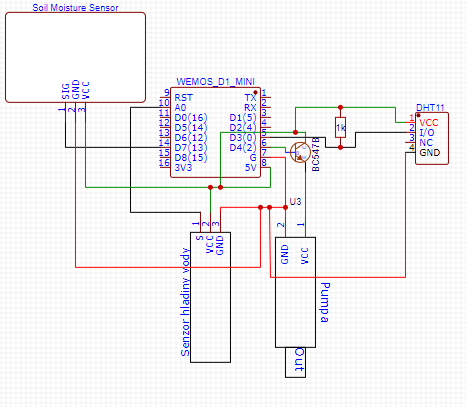 Soil Moisture Sensor
SIG
GND
VCC
1
2
3
WEMOS_D1_MINI
9 RST TX 1
10 A0 RX 2
11 D0(16) D1(5) 3
12 D5(14) D2(4) 4
13 D6(12) D3(0) 5
14 D7(13) D4(2) 6
15 D8(15) G 7
16 3V3 5V 8
1k
BC547B
DHT11
1 VCC
2 I/O
3 NC
4 GND
U3
1 S
2 VCC
3 GND
Senzor hladiny vody
2 GND
1 VCC
Pumpa
Out